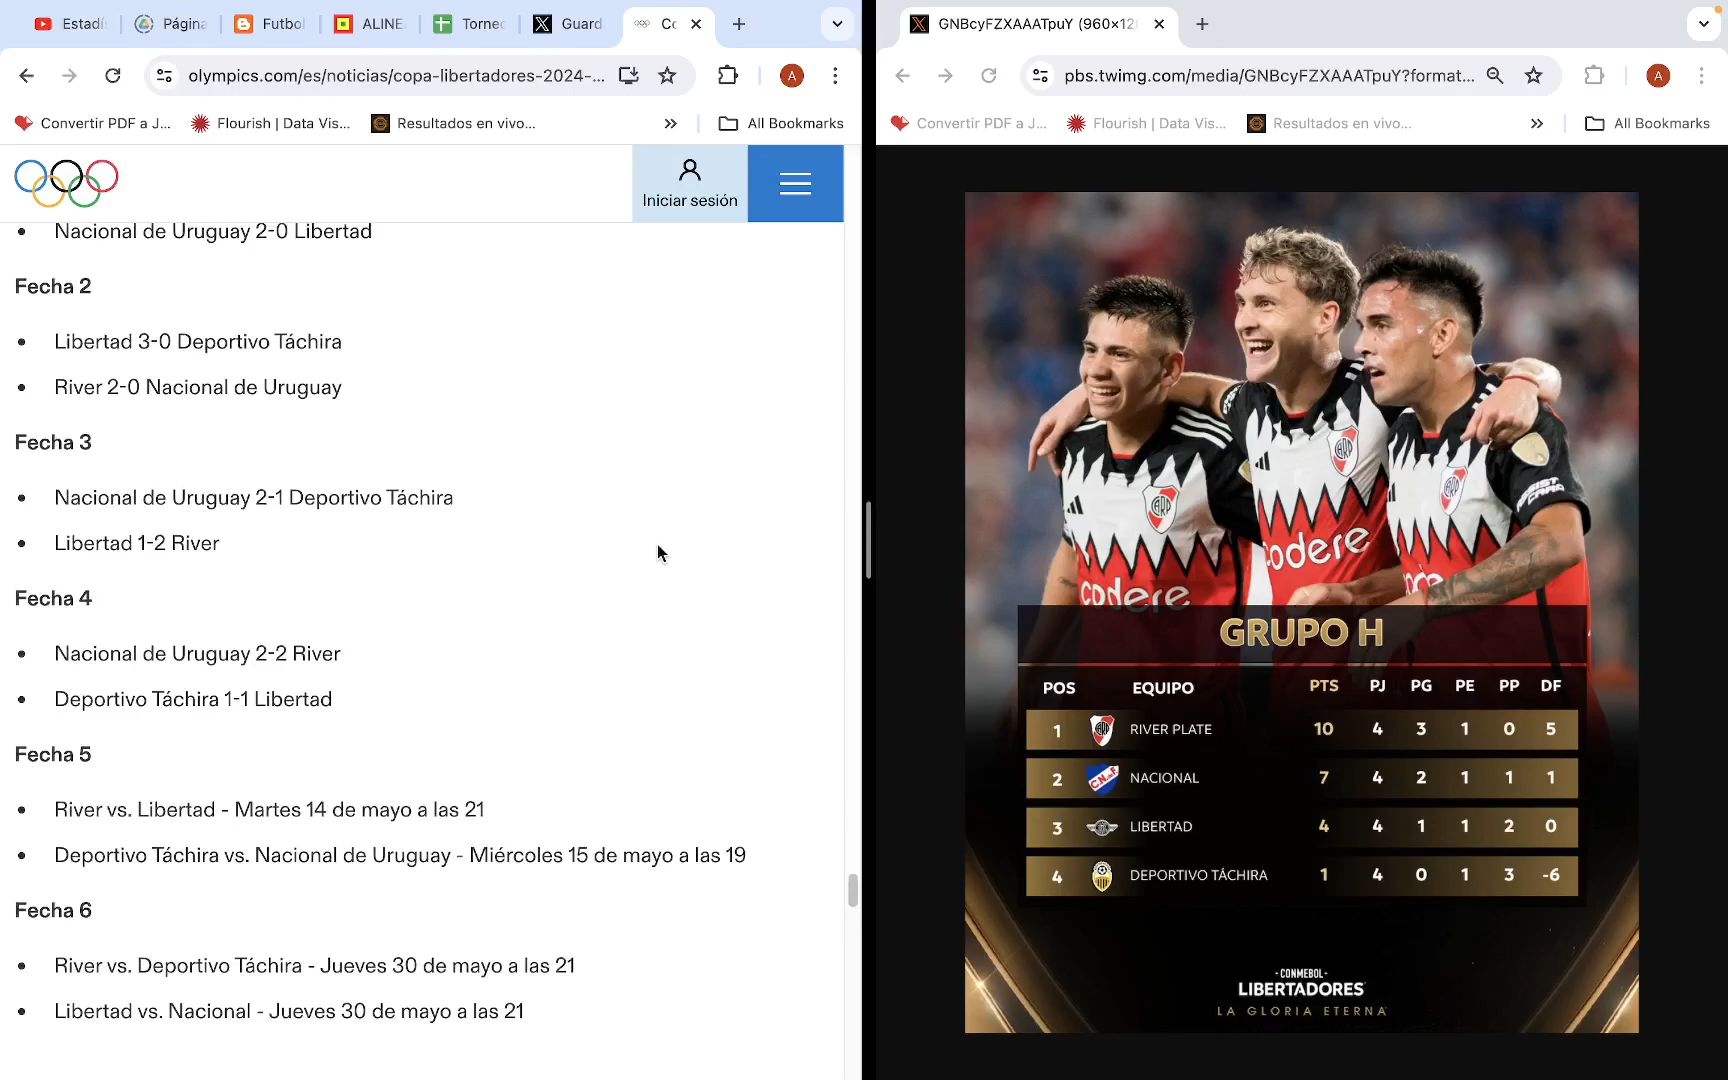 Estadí
Página
Futbol
ALINE
Torneo
Guard
Co
olympics.com/es/noticias/copa-libertadores-2024-...
A
Convertir PDF a J...
Flourish | Data Vis...
Resultados en vivo...
»
All Bookmarks
Iniciar sesión
• Nacional de Uruguay 2-0 Libertad
Fecha 2
• Libertad 3-0 Deportivo Táchira
• River 2-0 Nacional de Uruguay
Fecha 3
• Nacional de Uruguay 2-1 Deportivo Táchira
• Libertad 1-2 River
Fecha 4
• Nacional de Uruguay 2-2 River
• Deportivo Táchira 1-1 Libertad
Fecha 5
• River vs. Libertad - Martes 14 de mayo a las 21
• Deportivo Táchira vs. Nacional de Uruguay - Miércoles 15 de mayo a las 19
Fecha 6
• River vs. Deportivo Táchira - Jueves 30 de mayo a las 21
• Libertad vs. Nacional - Jueves 30 de mayo a las 21
GNBcyFZXAAATpuY (960×12
pbs.twimg.com/media/GNBcyFZXAAATpuY?format...
A
Convertir PDF a J...
Flourish | Data Vis...
Resultados en vivo...
»
All Bookmarks
CARP
CARP
CARP
ASSIST CARD
codere
codere
GRUPO H
POS EQUIPO PTS PJ PG PE PP DF
1 RIVER PLATE 10 4 3 1 0 5
2 NACIONAL 7 4 2 1 1 1
3 LIBERTAD 4 4 1 1 2 0
4 DEPORTIVO TÁCHIRA 1 4 0 1 3 -6
-CONMEBOL-
LIBERTADORES
LA GLORIA ETERNA